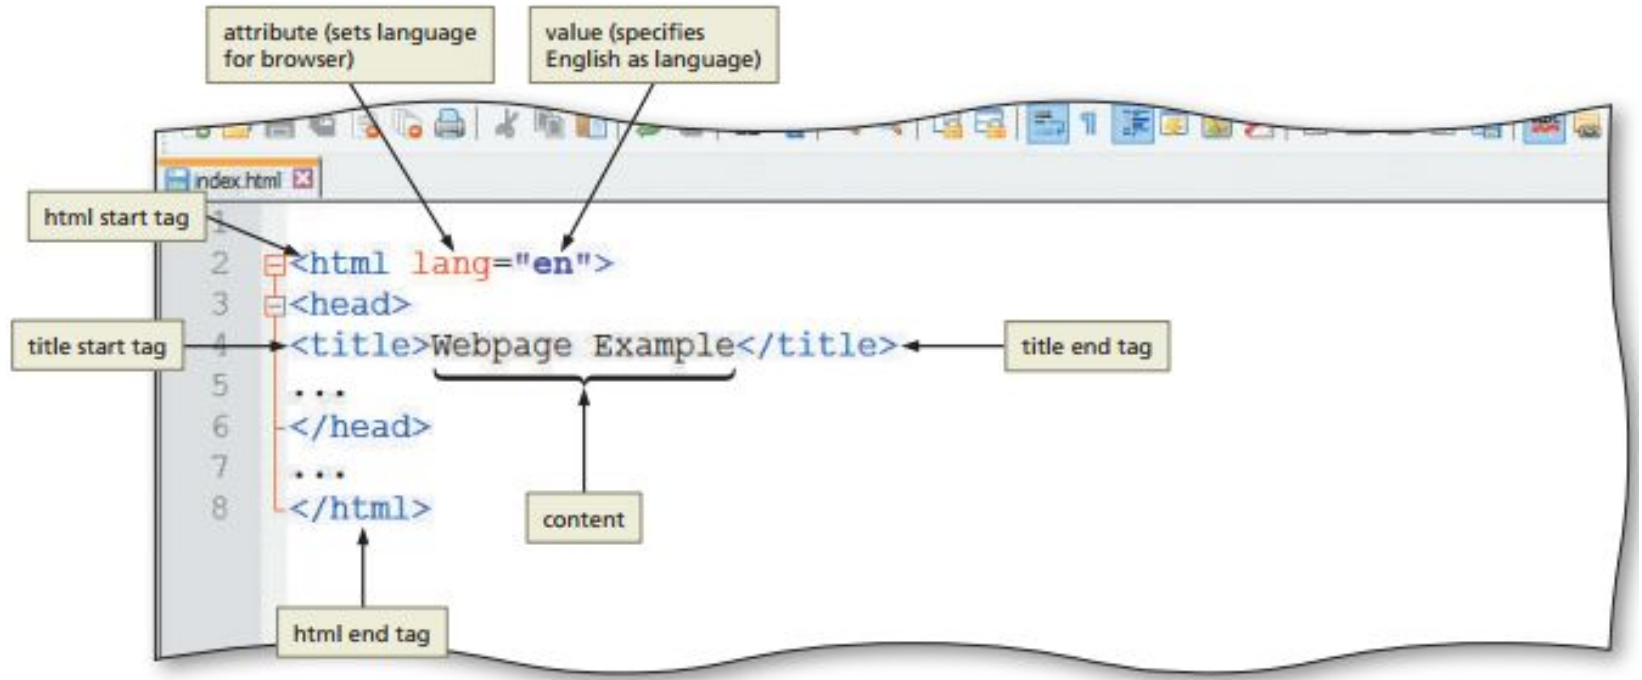 attribute (sets language
for browser)
value (specifies
English as language)
index.html
html start tag
1
2 <html lang="en">
3 <head>
title start tag
4 <title>Webpage Example</title>
title end tag
5 ...
6 </head>
7 ...
8 </html>
content
html end tag